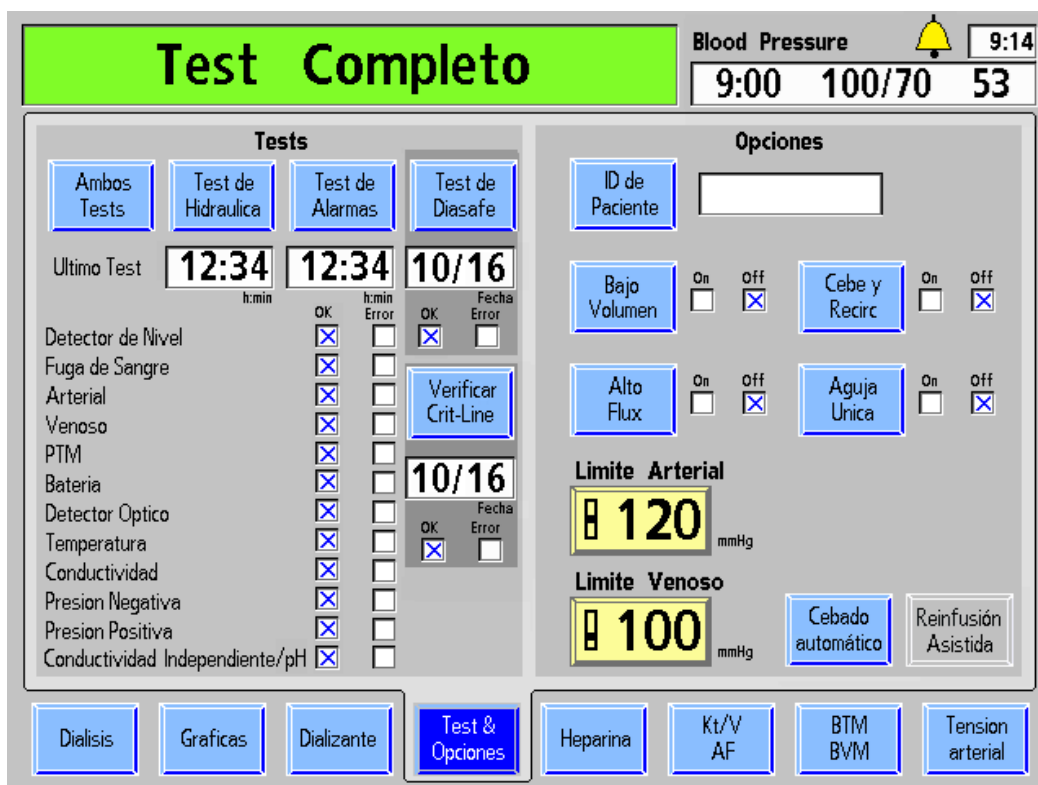 Test Completo
Blood Pressure
9:14
9:00 100/70 53
Tests
Ambos
Tests
Test de
Hidraulica
Test de
Alarmas
Test de
Diasafe
Ultimo Test
12:34
h:min
12:34
h:min
10/16
Fecha
OK Error
OK Error
Detector de Nivel
Fuga de Sangre
Arterial
Venoso
PTM
Bateria
Detector Optico
Temperatura
Conductividad
Presion Negativa
Presion Positiva
Conductividad Independiente/pH
Verificar
Crit-Line
10/16
Fecha
OK Error
Opciones
ID de
Paciente
Bajo
Volumen
On Off
Cebe y
Recirc
On Off
Alto
Flux
On Off
Aguja
Unica
On Off
Limite Arterial
120 mmHg
Limite Venoso
100 mmHg
Cebado
automático
Reinfusión
Asistida
Dialisis
Graficas
Dializante
Test &
Opciones
Heparina
Kt/V
AF
BTM
BVM
Tension
arterial